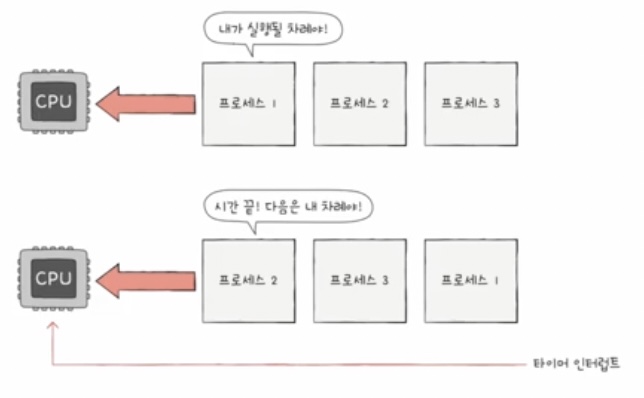 내가 실행될 차례야!
CPU
프로세스 1
프로세스 2
프로세스 3
시간 끝! 다음은 내 차례야!
CPU
프로세스 2
프로세스 3
프로세스 1
타이머 인터럽트